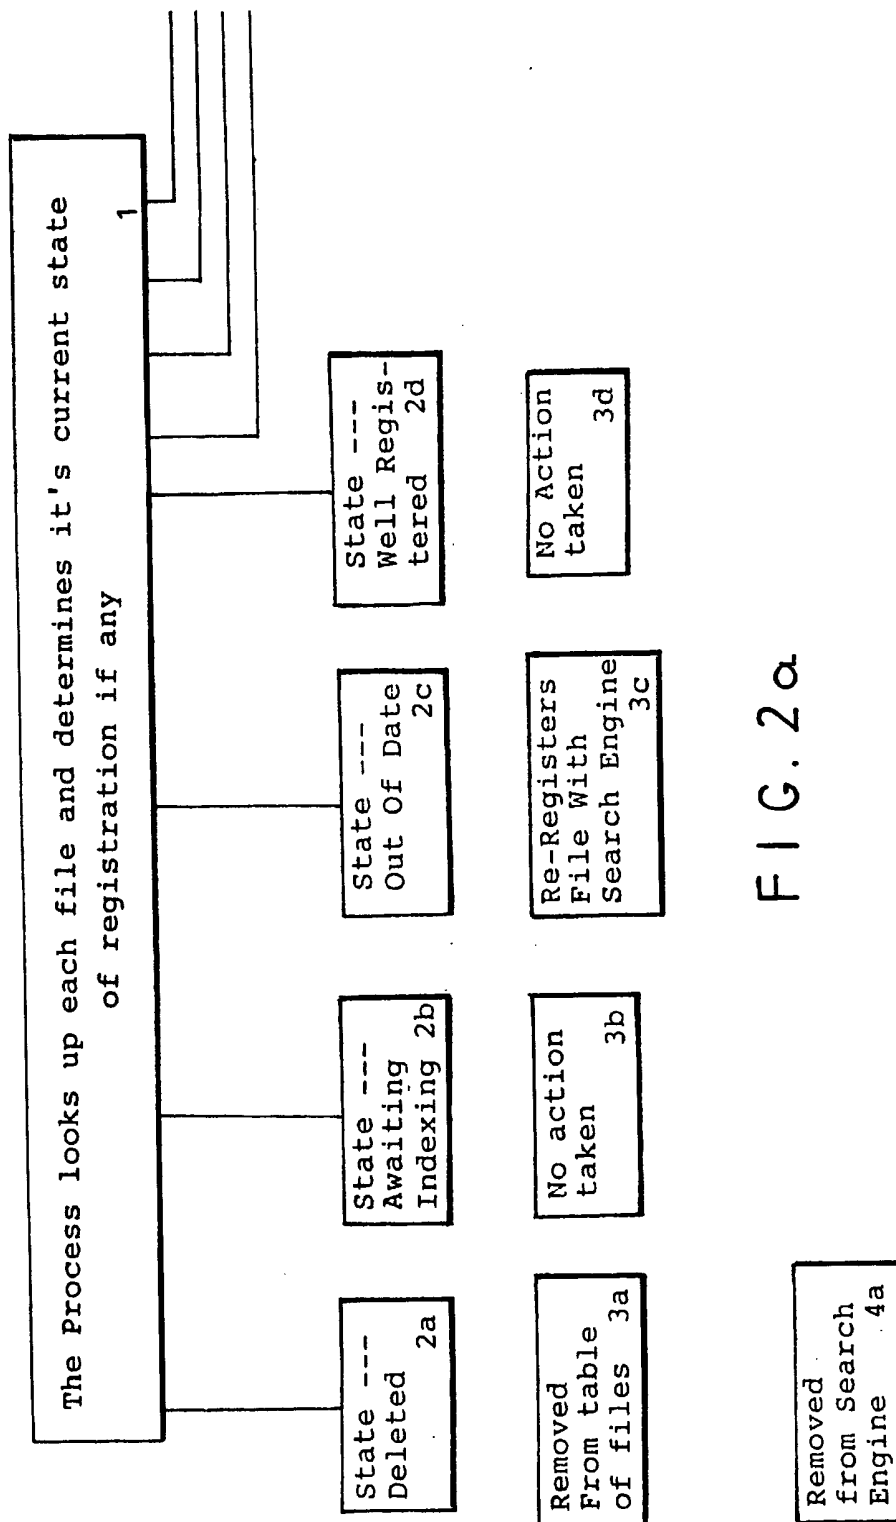 The Process looks up each file and determines it's current state
of registration if any
1
State ---
Deleted
2a
State ---
Awaiting
Indexing 2b
State ---
Out Of Date
2c
State ---
Well Regis-
tered 2d
Removed
From table
of files 3a
No action
taken
3b
Re-Registers
File With
Search Engine
3c
No Action
taken
3d
Removed
from Search
Engine 4a
FIG. 2a